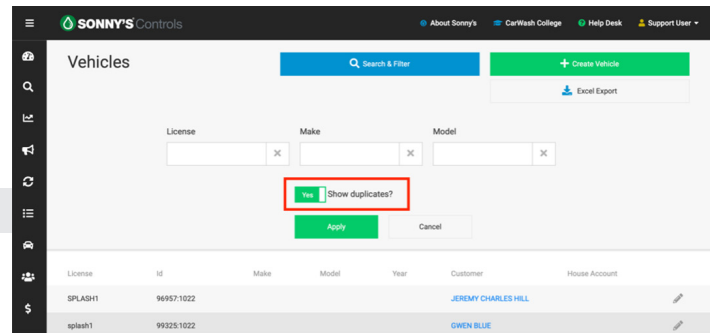 SONNY'S Controls
About Sonny's CarWash College Help Desk Support User
Vehicles
Search & Filter
Create Vehicle
Excel Export
License Make Model
Yes Show duplicates?
Apply Cancel
License Id Make Model Year Customer House Account
SPLASH1 96957:1022 JEREMY CHARLES HILL
splash1 99325:1022 GWEN BLUE